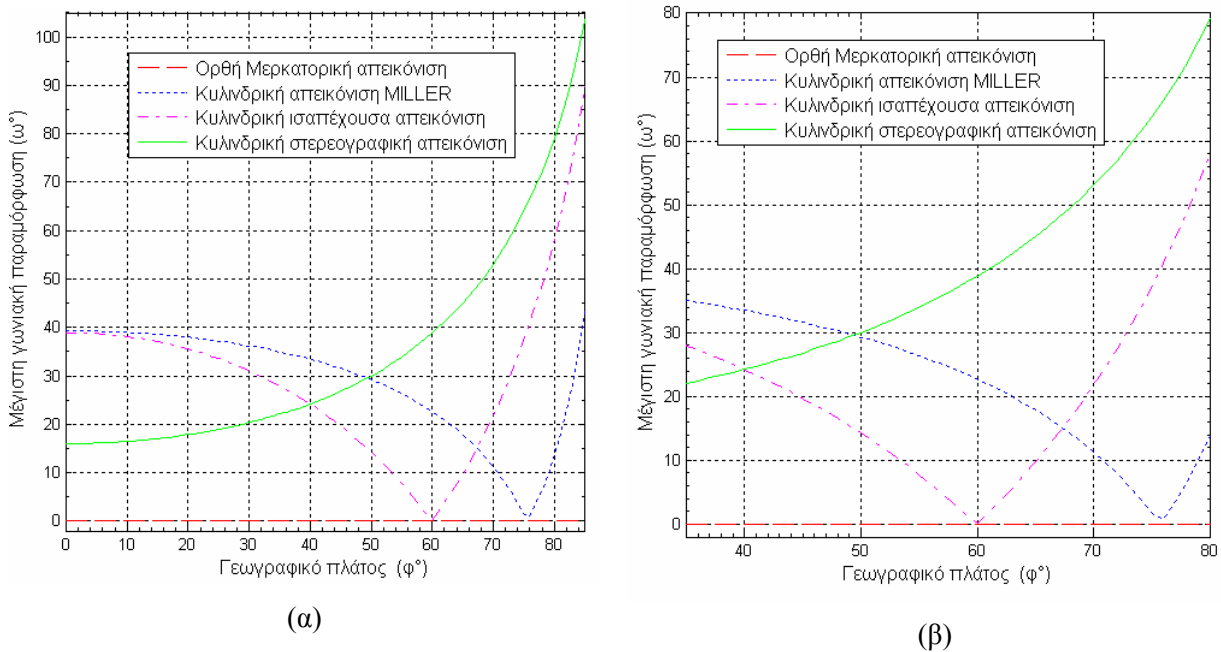 Μέγιστη γωνιακή παραμόρφωση (ω°)
100
90
80
70
60
50
40
30
20
10
0
Ορθή Μερκατορική απεικόνιση
Κυλινδρική απεικόνιση MILLER
Κυλινδρική ισαπέχουσα απεικόνιση
Κυλινδρική στερεογραφική απεικόνιση
0 10 20 30 40 50 60 70 80
Γεωγραφικό πλάτος (φ°)
(α)
Μέγιστη γωνιακή παραμόρφωση (ω°)
80
70
60
50
40
30
20
10
0
Ορθή Μερκατορική απεικόνιση
Κυλινδρική απεικόνιση MILLER
Κυλινδρική ισαπέχουσα απεικόνιση
Κυλινδρική στερεογραφική απεικόνιση
40 50 60 70 80
Γεωγραφικό πλάτος (φ°)
(β)